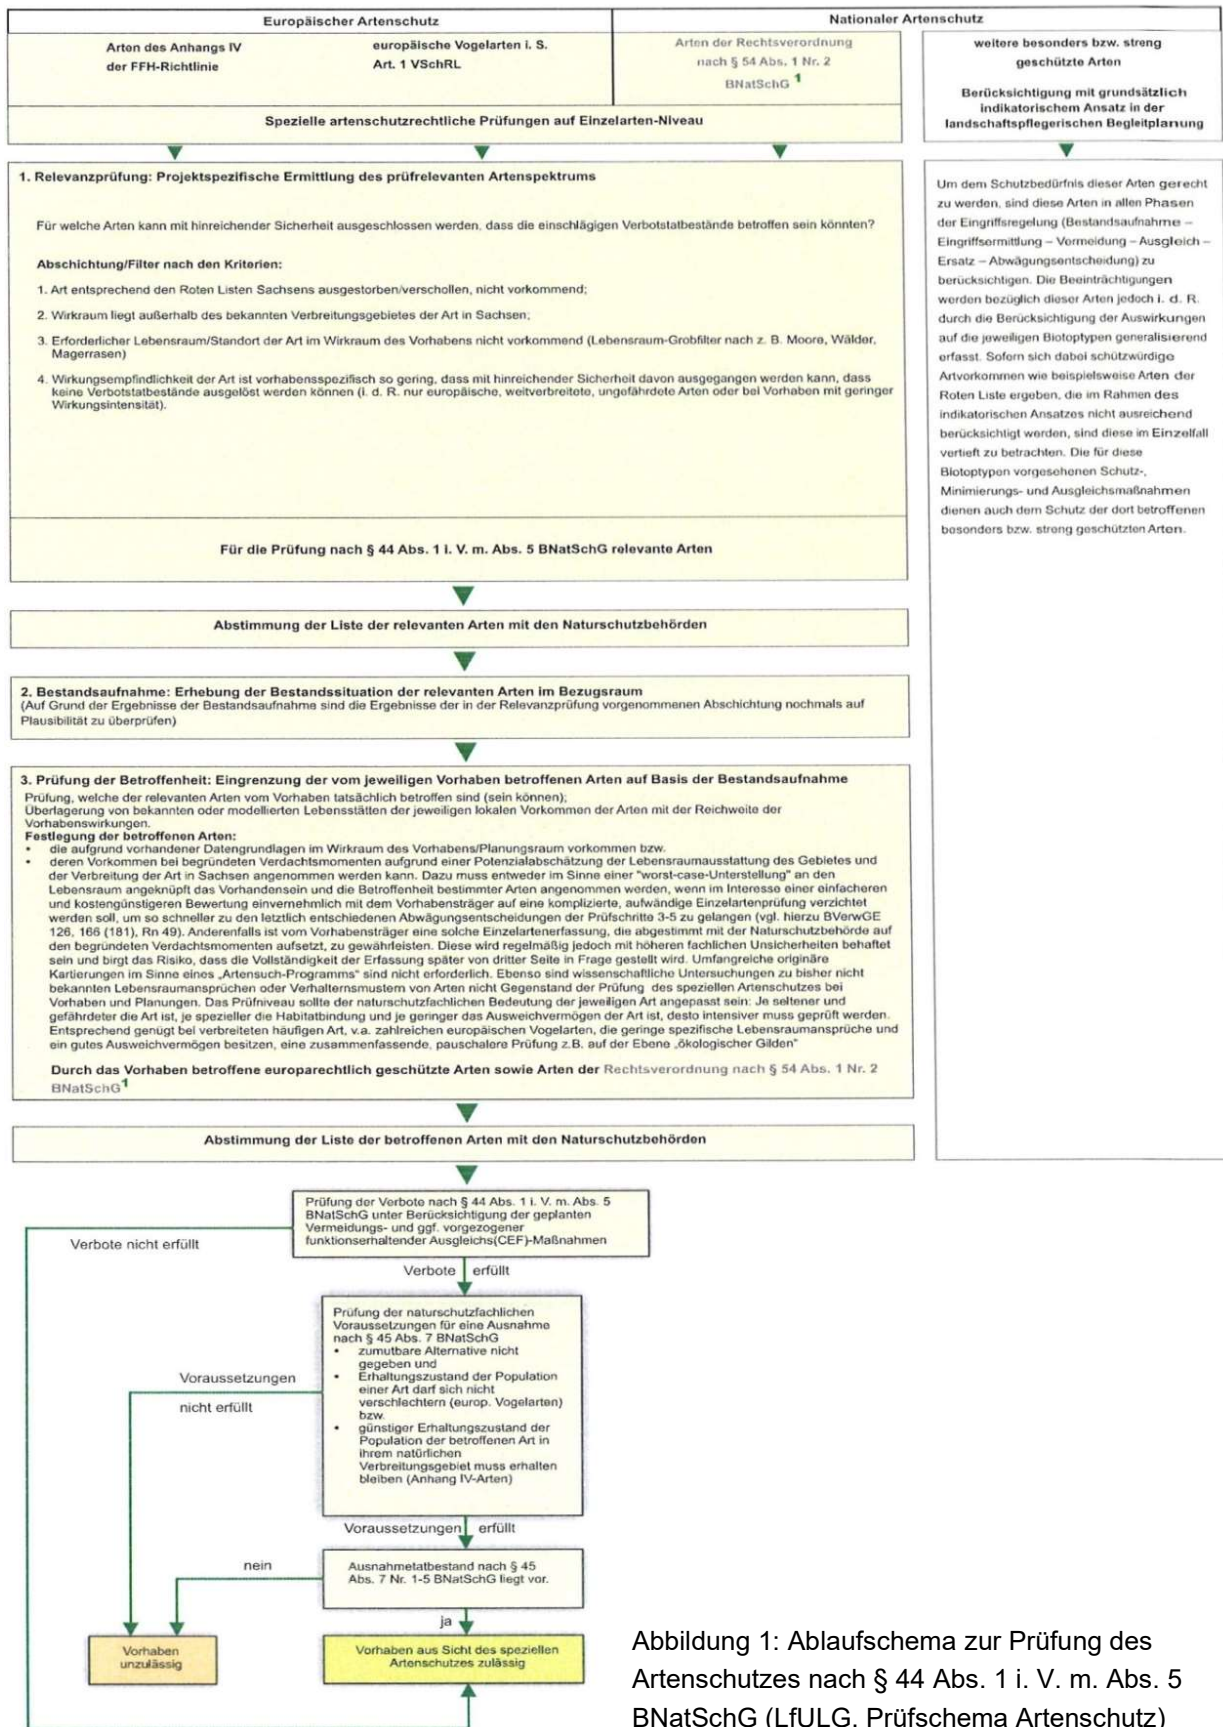 Europäischer Artenschutz
Nationaler Artenschutz
Arten des Anhangs IV
der FFH-Richtlinie
europäische Vogelarten i. S.
Art. 1 VSchRL
Arten der Rechtsverordnung
nach § 54 Abs. 1 Nr. 2
BNatSchG 1
weitere besonders bzw. streng
geschützte Arten
Berücksichtigung mit grundsätzlich
indikatorischem Ansatz in der
landschaftspflegerischen Begleitplanung
Spezielle artenschutzrechtliche Prüfungen auf Einzelarten-Niveau
1. Relevanzprüfung: Projektspezifische Ermittlung des prüfrelevanten Artenspektrums
Für welche Arten kann mit hinreichender Sicherheit ausgeschlossen werden, dass die einschlägigen Verbotstatbestände betroffen sein könnten?
Abschichtung/Filter nach den Kriterien:
1. Art entsprechend den Roten Listen Sachsens ausgestorben/verschollen, nicht vorkommend;
2. Wirkraum liegt außerhalb des bekannten Verbreitungsgebietes der Art in Sachsen;
3. Erforderlicher Lebensraum/Standort der Art im Wirkraum des Vorhabens nicht vorkommend (Lebensraum-Grobfilter nach z. B. Moore, Wälder,
Magerrasen)
4. Wirkungsempfindlichkeit der Art ist vorhabensspezifisch so gering, dass mit hinreichender Sicherheit davon ausgegangen werden kann, dass
keine Verbotstatbestände ausgelöst werden können (i. d. R. nur europäische, weitverbreitete, ungefährdete Arten oder bei Vorhaben mit geringer
Wirkungsintensität).
Für die Prüfung nach § 44 Abs. 1 i. V. m. Abs. 5 BNatSchG relevante Arten
Um dem Schutzbedürfnis dieser Arten gerecht
zu werden, sind diese Arten in allen Phasen
der Eingriffsregelung (Bestandsaufnahme –
Eingriffsermittlung – Vermeidung – Ausgleich –
Ersatz – Abwägungsentscheidung) zu
berücksichtigen. Die Beeinträchtigungen
werden bezüglich dieser Arten jedoch i. d. R.
durch die Berücksichtigung der Auswirkungen
auf die jeweiligen Biotoptypen generalisierend
erfasst. Sofern sich dabei schützwürdige
Artvorkommen wie beispielsweise Arten der
Roten Liste ergeben, die im Rahmen des
indikatorischen Ansatzes nicht ausreichend
berücksichtigt werden, sind diese im Einzelfall
vertieft zu betrachten. Die für diese
Biotoptypen vorgesehenen Schutz-,
Minimierungs- und Ausgleichsmaßnahmen
dienen auch dem Schutz der dort betroffenen
besonders bzw. streng geschützten Arten.
Abstimmung der Liste der relevanten Arten mit den Naturschutzbehörden
2. Bestandsaufnahme: Erhebung der Bestandssituation der relevanten Arten im Bezugsraum
(Auf Grund der Ergebnisse der Bestandsaufnahme sind die Ergebnisse der in der Relevanzprüfung vorgenommenen Abschichtung nochmals auf
Plausibilität zu überprüfen)
3. Prüfung der Betroffenheit: Eingrenzung der vom jeweiligen Vorhaben betroffenen Arten auf Basis der Bestandsaufnahme
Prüfung, welche der relevanten Arten vom Vorhaben tatsächlich betroffen sind (sein können);
Überlagerung von bekannten oder modellierten Lebensstätten der jeweiligen lokalen Vorkommen der Arten mit der Reichweite der
Vorhabenswirkungen.
Festlegung der betroffenen Arten:
• die aufgrund vorhandener Datengrundlagen im Wirkraum des Vorhabens/Planungsraum vorkommen bzw.
• deren Vorkommen bei begründeten Verdachtsmomenten aufgrund einer Potenzialabschätzung der Lebensraumausstattung des Gebietes und
der Verbreitung der Art in Sachsen angenommen werden kann. Dazu muss entweder im Sinne einer "worst-case-Unterstellung" an den
Lebensraum angeknüpft das Vorhandensein und die Betroffenheit bestimmter Arten angenommen werden, wenn im Interesse einer einfacheren
und kostengünstigeren Bewertung einvernehmlich mit dem Vorhabensträger auf eine komplizierte, aufwändige Einzelartenprüfung verzichtet
werden soll, um so schneller zu den letztlich entschiedenen Abwägungsentscheidungen der Prüfschritte 3-5 zu gelangen (vgl. hierzu BVerwGE
126, 166 (181), Rn 49). Anderenfalls ist vom Vorhabensträger eine solche Einzelartenerfassung, die abgestimmt mit der Naturschutzbehörde auf
den begründeten Verdachtsmomenten aufsetzt, zu gewährleisten. Diese wird regelmäßig jedoch mit höheren fachlichen Unsicherheiten behaftet
sein und birgt das Risiko, dass die Vollständigkeit der Erfassung später von dritter Seite in Frage gestellt wird. Umfangreiche originäre
Kartierungen im Sinne eines „Artensuch-Programms“ sind nicht erforderlich. Ebenso sind wissenschaftliche Untersuchungen zu bisher nicht
bekannten Lebensraumansprüchen oder Verhaltensmustern von Arten nicht Gegenstand der Prüfung des speziellen Artenschutzes bei
Vorhaben und Planungen. Das Prüfniveau sollte der naturschutzfachlichen Bedeutung der jeweiligen Art angepasst sein: Je seltener und
gefährdeter die Art ist, je spezieller die Habitatbindung und je geringer das Ausweichvermögen der Art ist, desto intensiver muss geprüft werden.
Entsprechend genügt bei verbreiteten häufigen Art, v.a. zahlreichen europäischen Vogelarten, die geringe spezifische Lebensraumansprüche und
ein gutes Ausweichvermögen besitzen, eine zusammenfassende, pauschalere Prüfung z.B. auf der Ebene „ökologischer Gilden“
Durch das Vorhaben betroffene europarechtlich geschützte Arten sowie Arten der Rechtsverordnung nach § 54 Abs. 1 Nr. 2
BNatSchG1
Abstimmung der Liste der betroffenen Arten mit den Naturschutzbehörden
Prüfung der Verbote nach § 44 Abs. 1 i. V. m. Abs. 5
BNatSchG unter Berücksichtigung der geplanten
Vermeidungs- und ggf. vorgezogener
funktionserhaltender Ausgleichs(CEF)-Maßnahmen
Verbote nicht erfüllt
Verbote erfüllt
Prüfung der naturschutzfachlichen
Voraussetzungen für eine Ausnahme
nach § 45 Abs. 7 BNatSchG
• zumutbare Alternative nicht
gegeben und
• Erhaltungszustand der Population
einer Art darf sich nicht
verschlechtern (europ. Vogelarten)
bzw.
• günstiger Erhaltungszustand der
Population der betroffenen Art in
ihrem natürlichen
Verbreitungsgebiet muss erhalten
bleiben (Anhang IV-Arten)
Voraussetzungen
nicht erfüllt
Voraussetzungen erfüllt
nein
Ausnahmetatbestand nach § 45
Abs. 7 Nr. 1-5 BNatSchG liegt vor.
ja
Vorhaben
unzulässig
Vorhaben aus Sicht des speziellen
Artenschutzes zulässig
Abbildung 1: Ablaufschema zur Prüfung des
Artenschutzes nach § 44 Abs. 1 i. V. m. Abs. 5
BNatSchG (LfULG, Prüfschema Artenschutz)